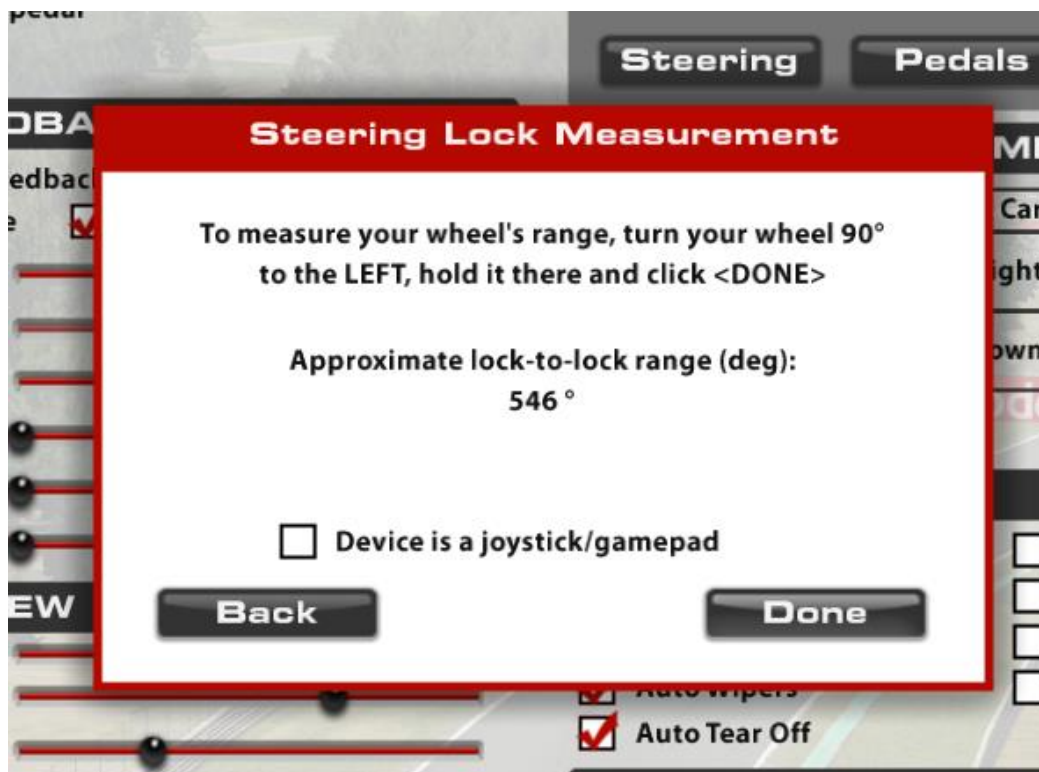 pedal
Steering
Pedals
Steering Lock Measurement
To measure your wheel's range, turn your wheel 90°
to the LEFT, hold it there and click <DONE>
Approximate lock-to-lock range (deg):
546 °
Device is a joystick/gamepad
Back
Done
Auto Wipers
Auto Tear Off